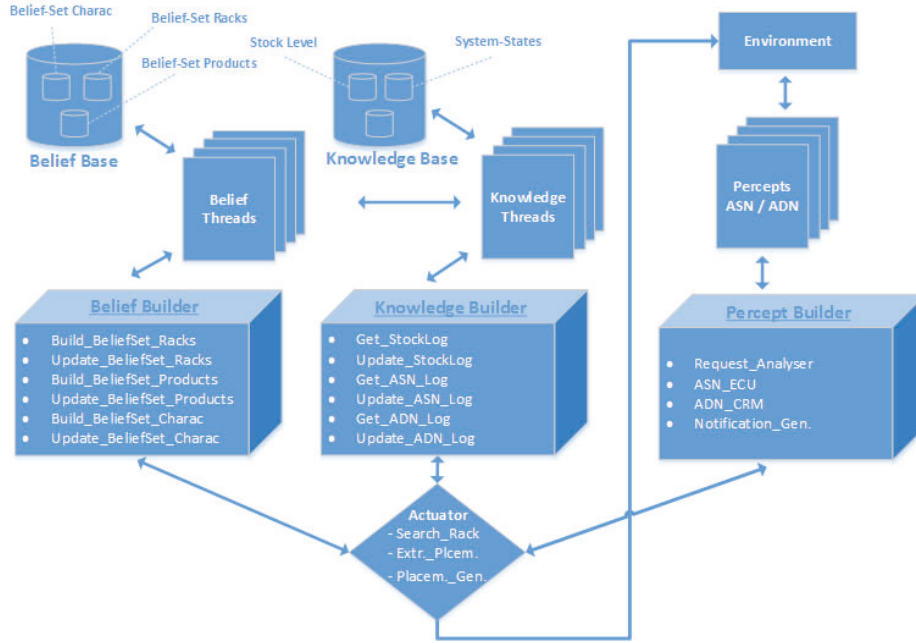 Belief-Set Charac
Belief-Set Racks
Belief-Set Products
Belief Base
Stock Level
System-States
Knowledge Base
Environment
Belief
Threads
Knowledge
Threads
Percepts
ASN / ADN
Belief Builder
• Build_BeliefSet_Racks
• Update_BeliefSet_Racks
• Build_BeliefSet_Products
• Update_BeliefSet_Products
• Build_BeliefSet_Charac
• Update_BeliefSet_Charac
Knowledge Builder
• Get_StockLog
• Update_StockLog
• Get_ASN_Log
• Update_ASN_Log
• Get_ADN_Log
• Update_ADN_Log
Percept Builder
• Request_Analyser
• ASN_ECU
• ADN_CRM
• Notification_Gen.
Actuator
- Search_Rack
- Extr._Plcem.
- Placem._Gen.